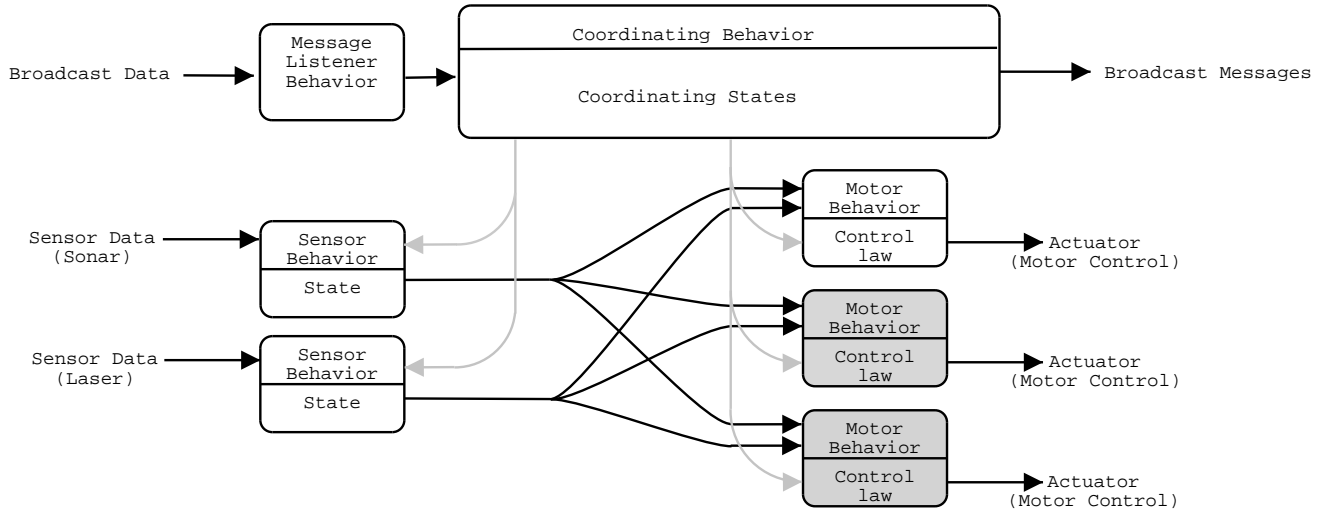 Broadcast Data
Message
Listener
Behavior
Coordinating Behavior
Coordinating States
Broadcast Messages
Sensor Data
(Sonar)
Sensor
Behavior
State
Motor
Behavior
Control
law
Actuator
(Motor Control)
Sensor Data
(Laser)
Sensor
Behavior
State
Motor
Behavior
Control
law
Actuator
(Motor Control)
Motor
Behavior
Control
law
Actuator
(Motor Control)